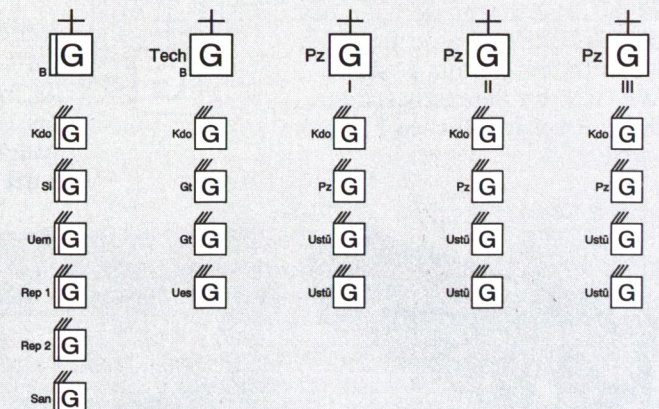 B G Tech B G Pz G Pz G Pz G
I II III
Kdo G Kdo G Kdo G Kdo G Kdo G
Si G Gt G Pz G Pz G Pz G
Uem G Gt G Ustü G Ustü G Ustü G
Rep 1 G Ues G Ustü G Ustü G Ustü G
Rep 2 G
San G